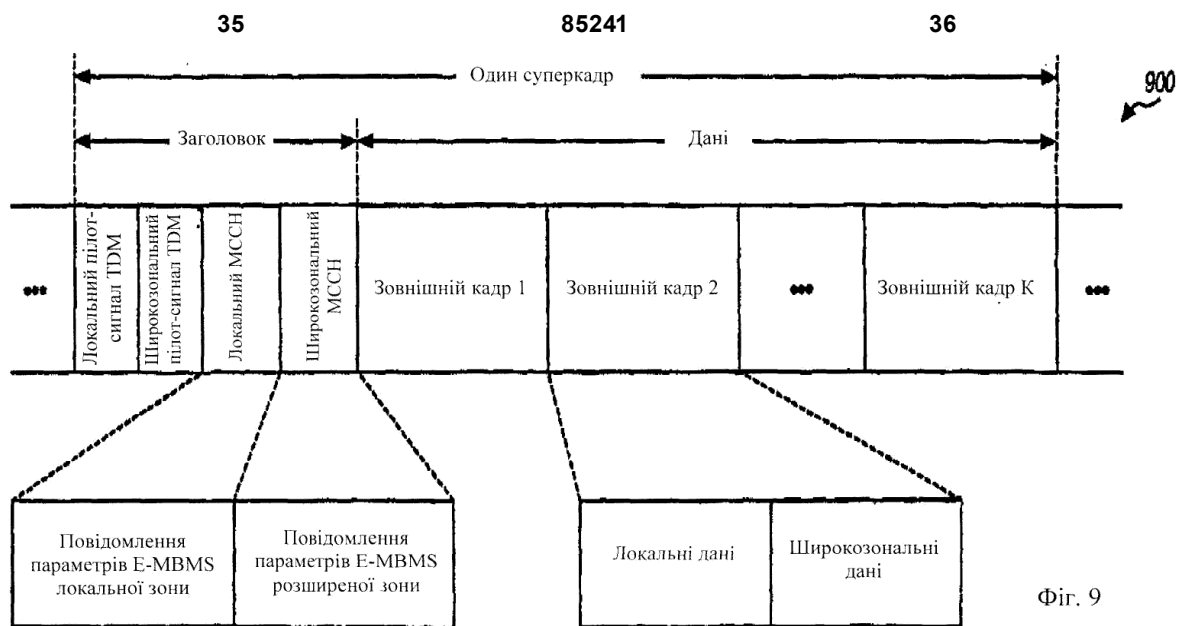 35 85241 36
Один суперкадр
900
Заголовок
Дані
Локальний пілот-
сигнал TDM
Широкозональний
пілот-сигнал TDM
Локальний MCCH
Широкозональний
MCCH
Зовнішній кадр 1
Зовнішній кадр 2
Зовнішній кадр K
Повідомлення
параметрів E-MBMS
локальної зони
Повідомлення
параметрів E-MBMS
розширеної зони
Локальні дані
Широкозональні
дані
Фіг. 9